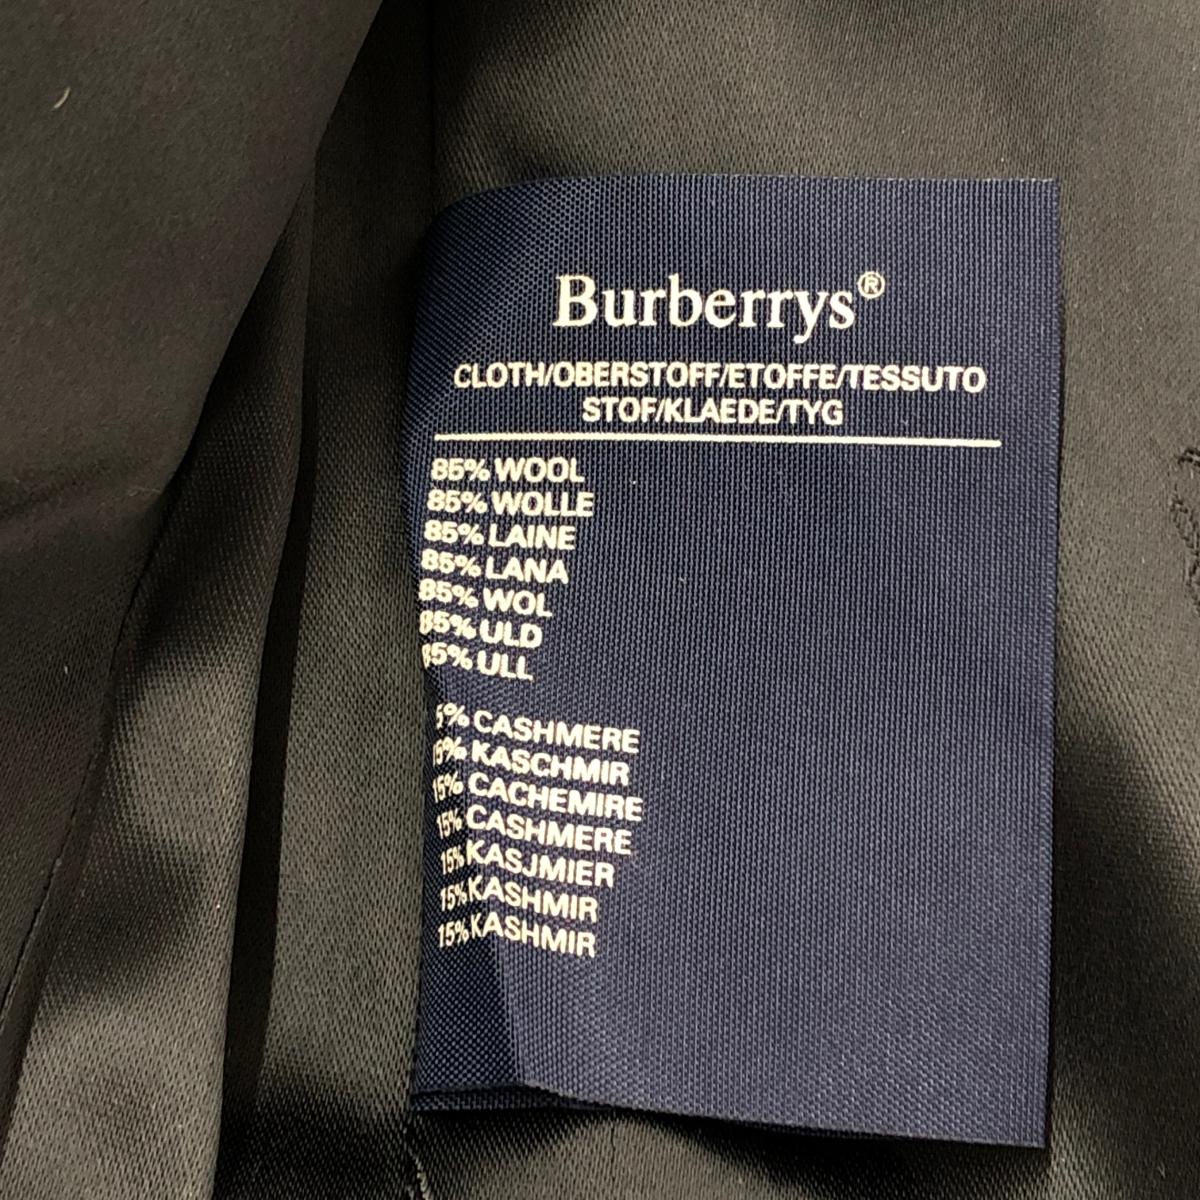 Burberrys®
CLOTH/OBERSTOFF/ETOFFE/TESSUTO
STOF/KLAEDE/TYG
85% WOOL
85% WOLLE
85% LAINE
85% LANA
85% WOL
85% ULD
85% ULL
5% CASHMERE
15% KASCHMIR
15% CACHEMIRE
15% CASHMERE
15% KASJMIER
15% KASHMIR
15% KASHMIR